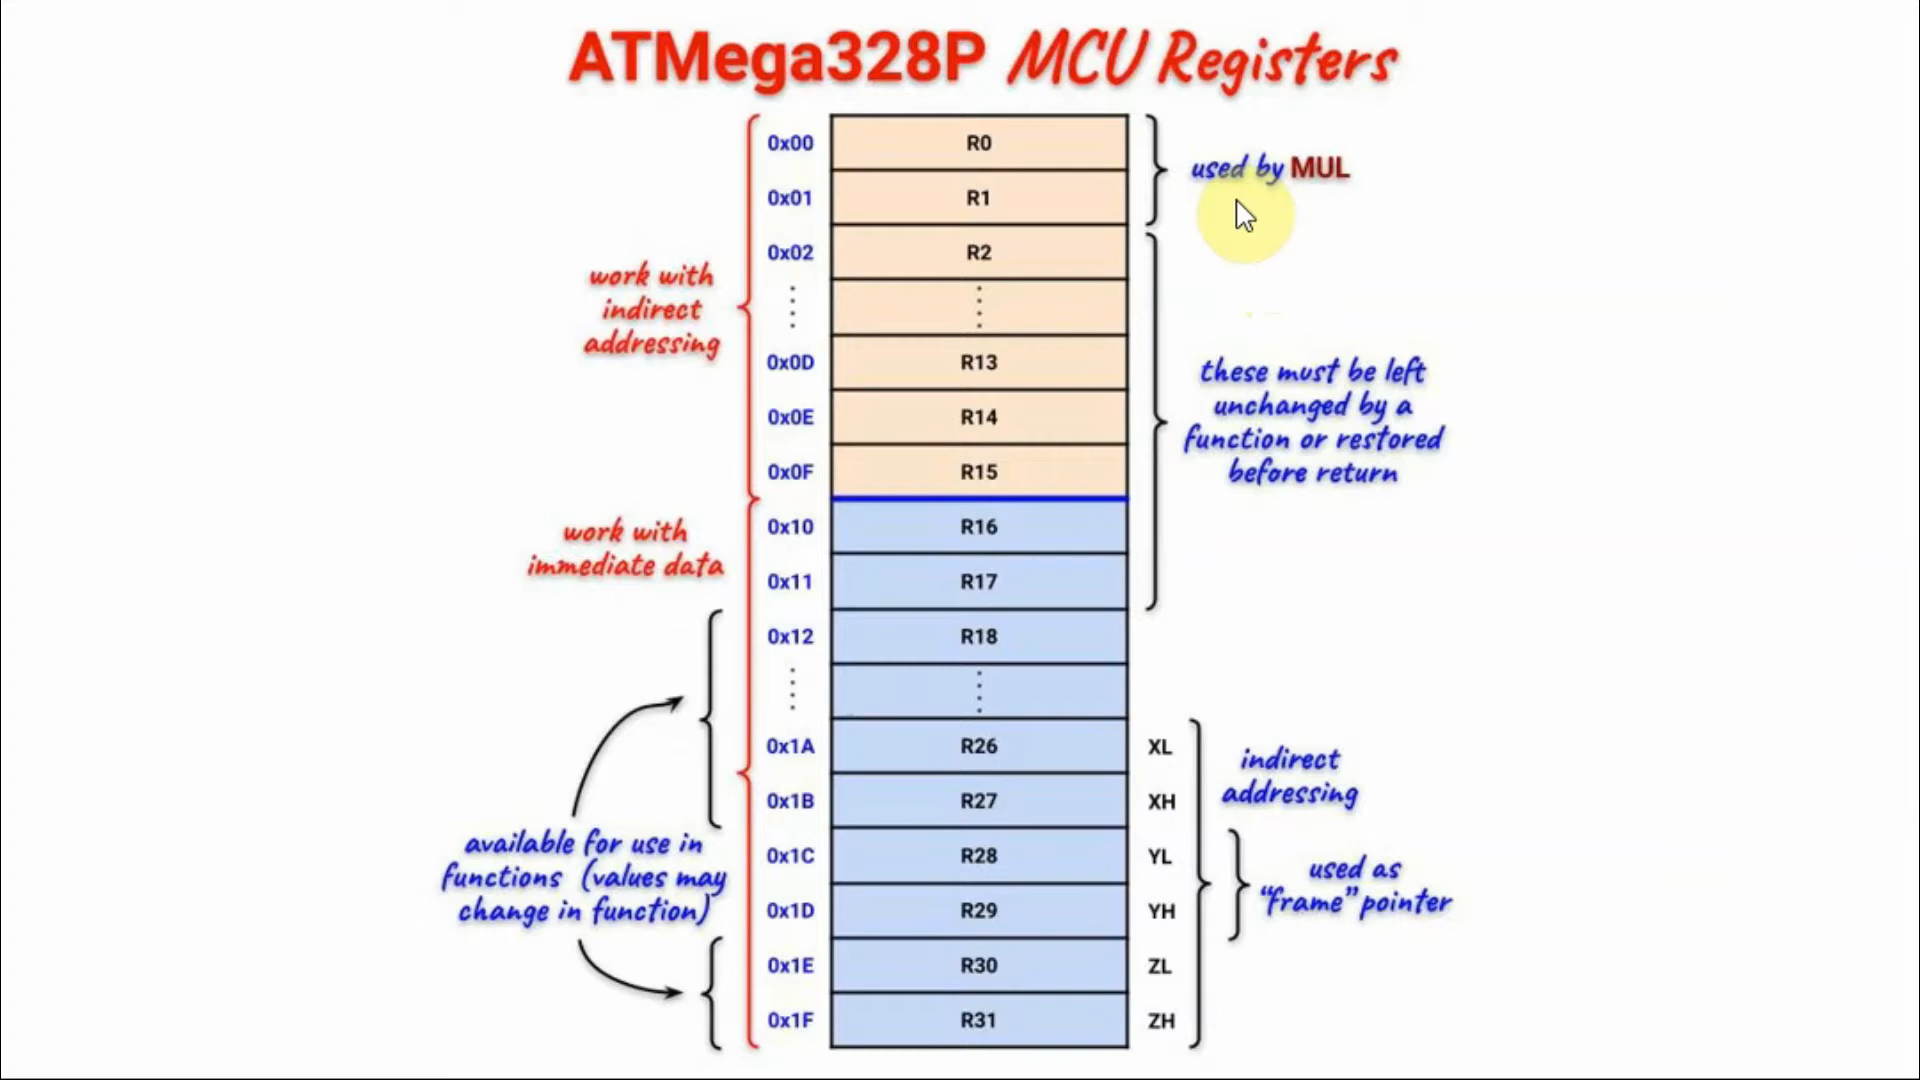 ATMega328P MCU Registers
0x00 R0
0x01 R1
used by MUL
0x02 R2
work with
indirect
addressing
0x0D R13
0x0E R14
0x0F R15
these must be left
unchanged by a
function or restored
before return
work with
immediate data
0x10 R16
0x11 R17
0x12 R18
0x1A R26 XL
0x1B R27 XH
indirect
addressing
available for use in
functions (values may
change in function)
0x1C R28 YL
0x1D R29 YH
used as
“frame” pointer
0x1E R30 ZL
0x1F R31 ZH